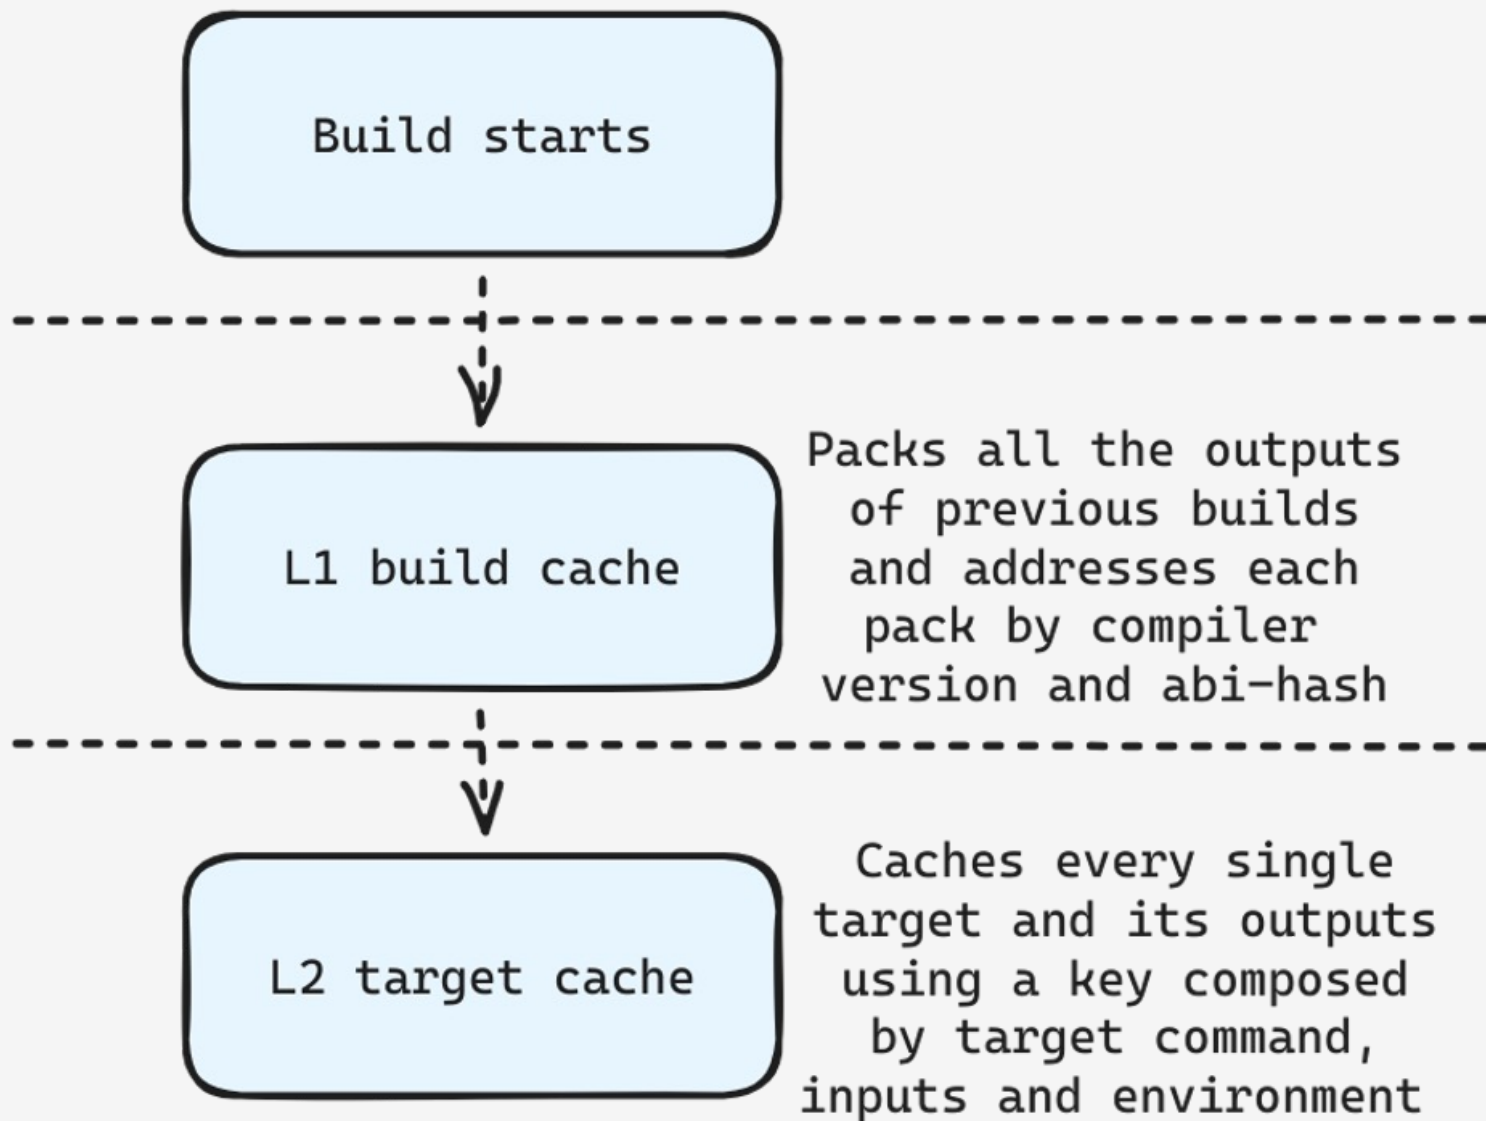 Build starts
L1 build cache
Packs all the outputs
of previous builds
and addresses each
pack by compiler
version and abi-hash
L2 target cache
Caches every single
target and its outputs
using a key composed
by target command,
inputs and environment